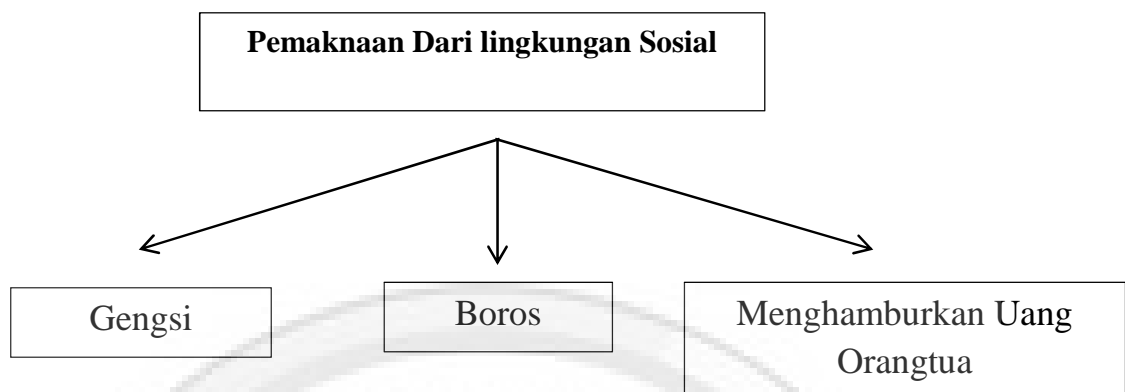 Pemaknaan Dari lingkungan Sosial
Gengsi
Boros
Menghamburkan Uang
Orangtua